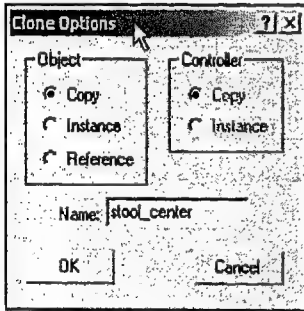 Clone Options
Object
Copy
Instance
Reference
Controller
Copy
Instance
Name: stool_center
OK
Cancel